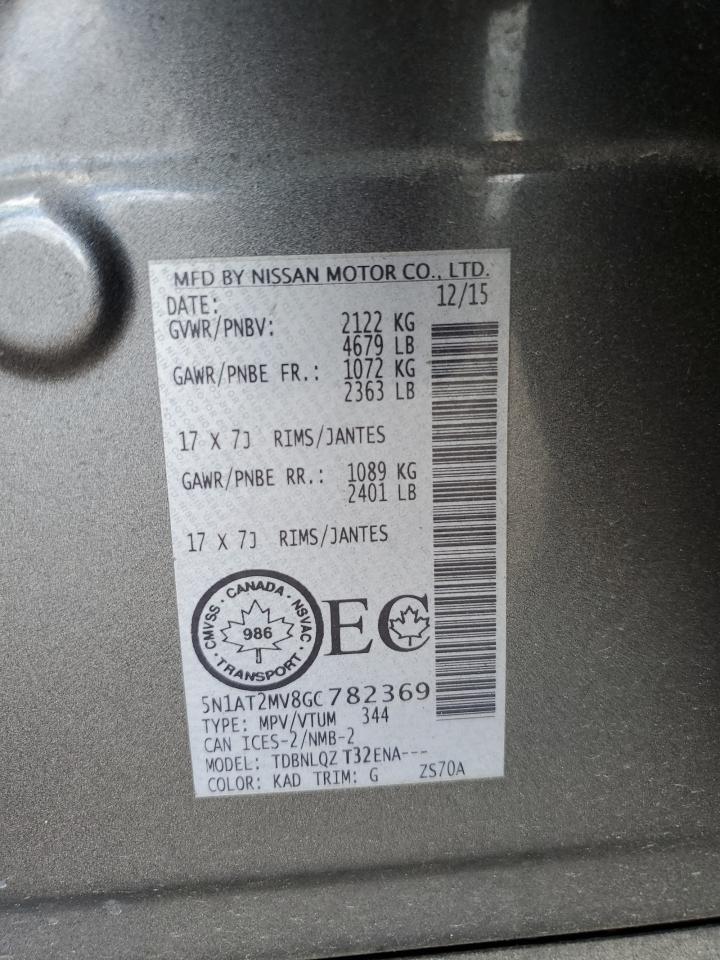 MFD BY NISSAN MOTOR CO., LTD.
DATE: 12/15
GVWR/PNBV: 2122 KG
4679 LB
GAWR/PNBE FR.: 1072 KG
2363 LB
17 X 7J RIMS/JANTES
GAWR/PNBE RR.: 1089 KG
2401 LB
17 X 7J RIMS/JANTES
CANADA · NSVAC · TRANSPORT · CMVSS ·
986
EC
5N1AT2MV8GC782369
TYPE: MPV/VTUM 344
CAN ICES-2/NMB-2
MODEL: TDBNLQZ T32ENA---
COLOR: KAD TRIM: G ZS70A